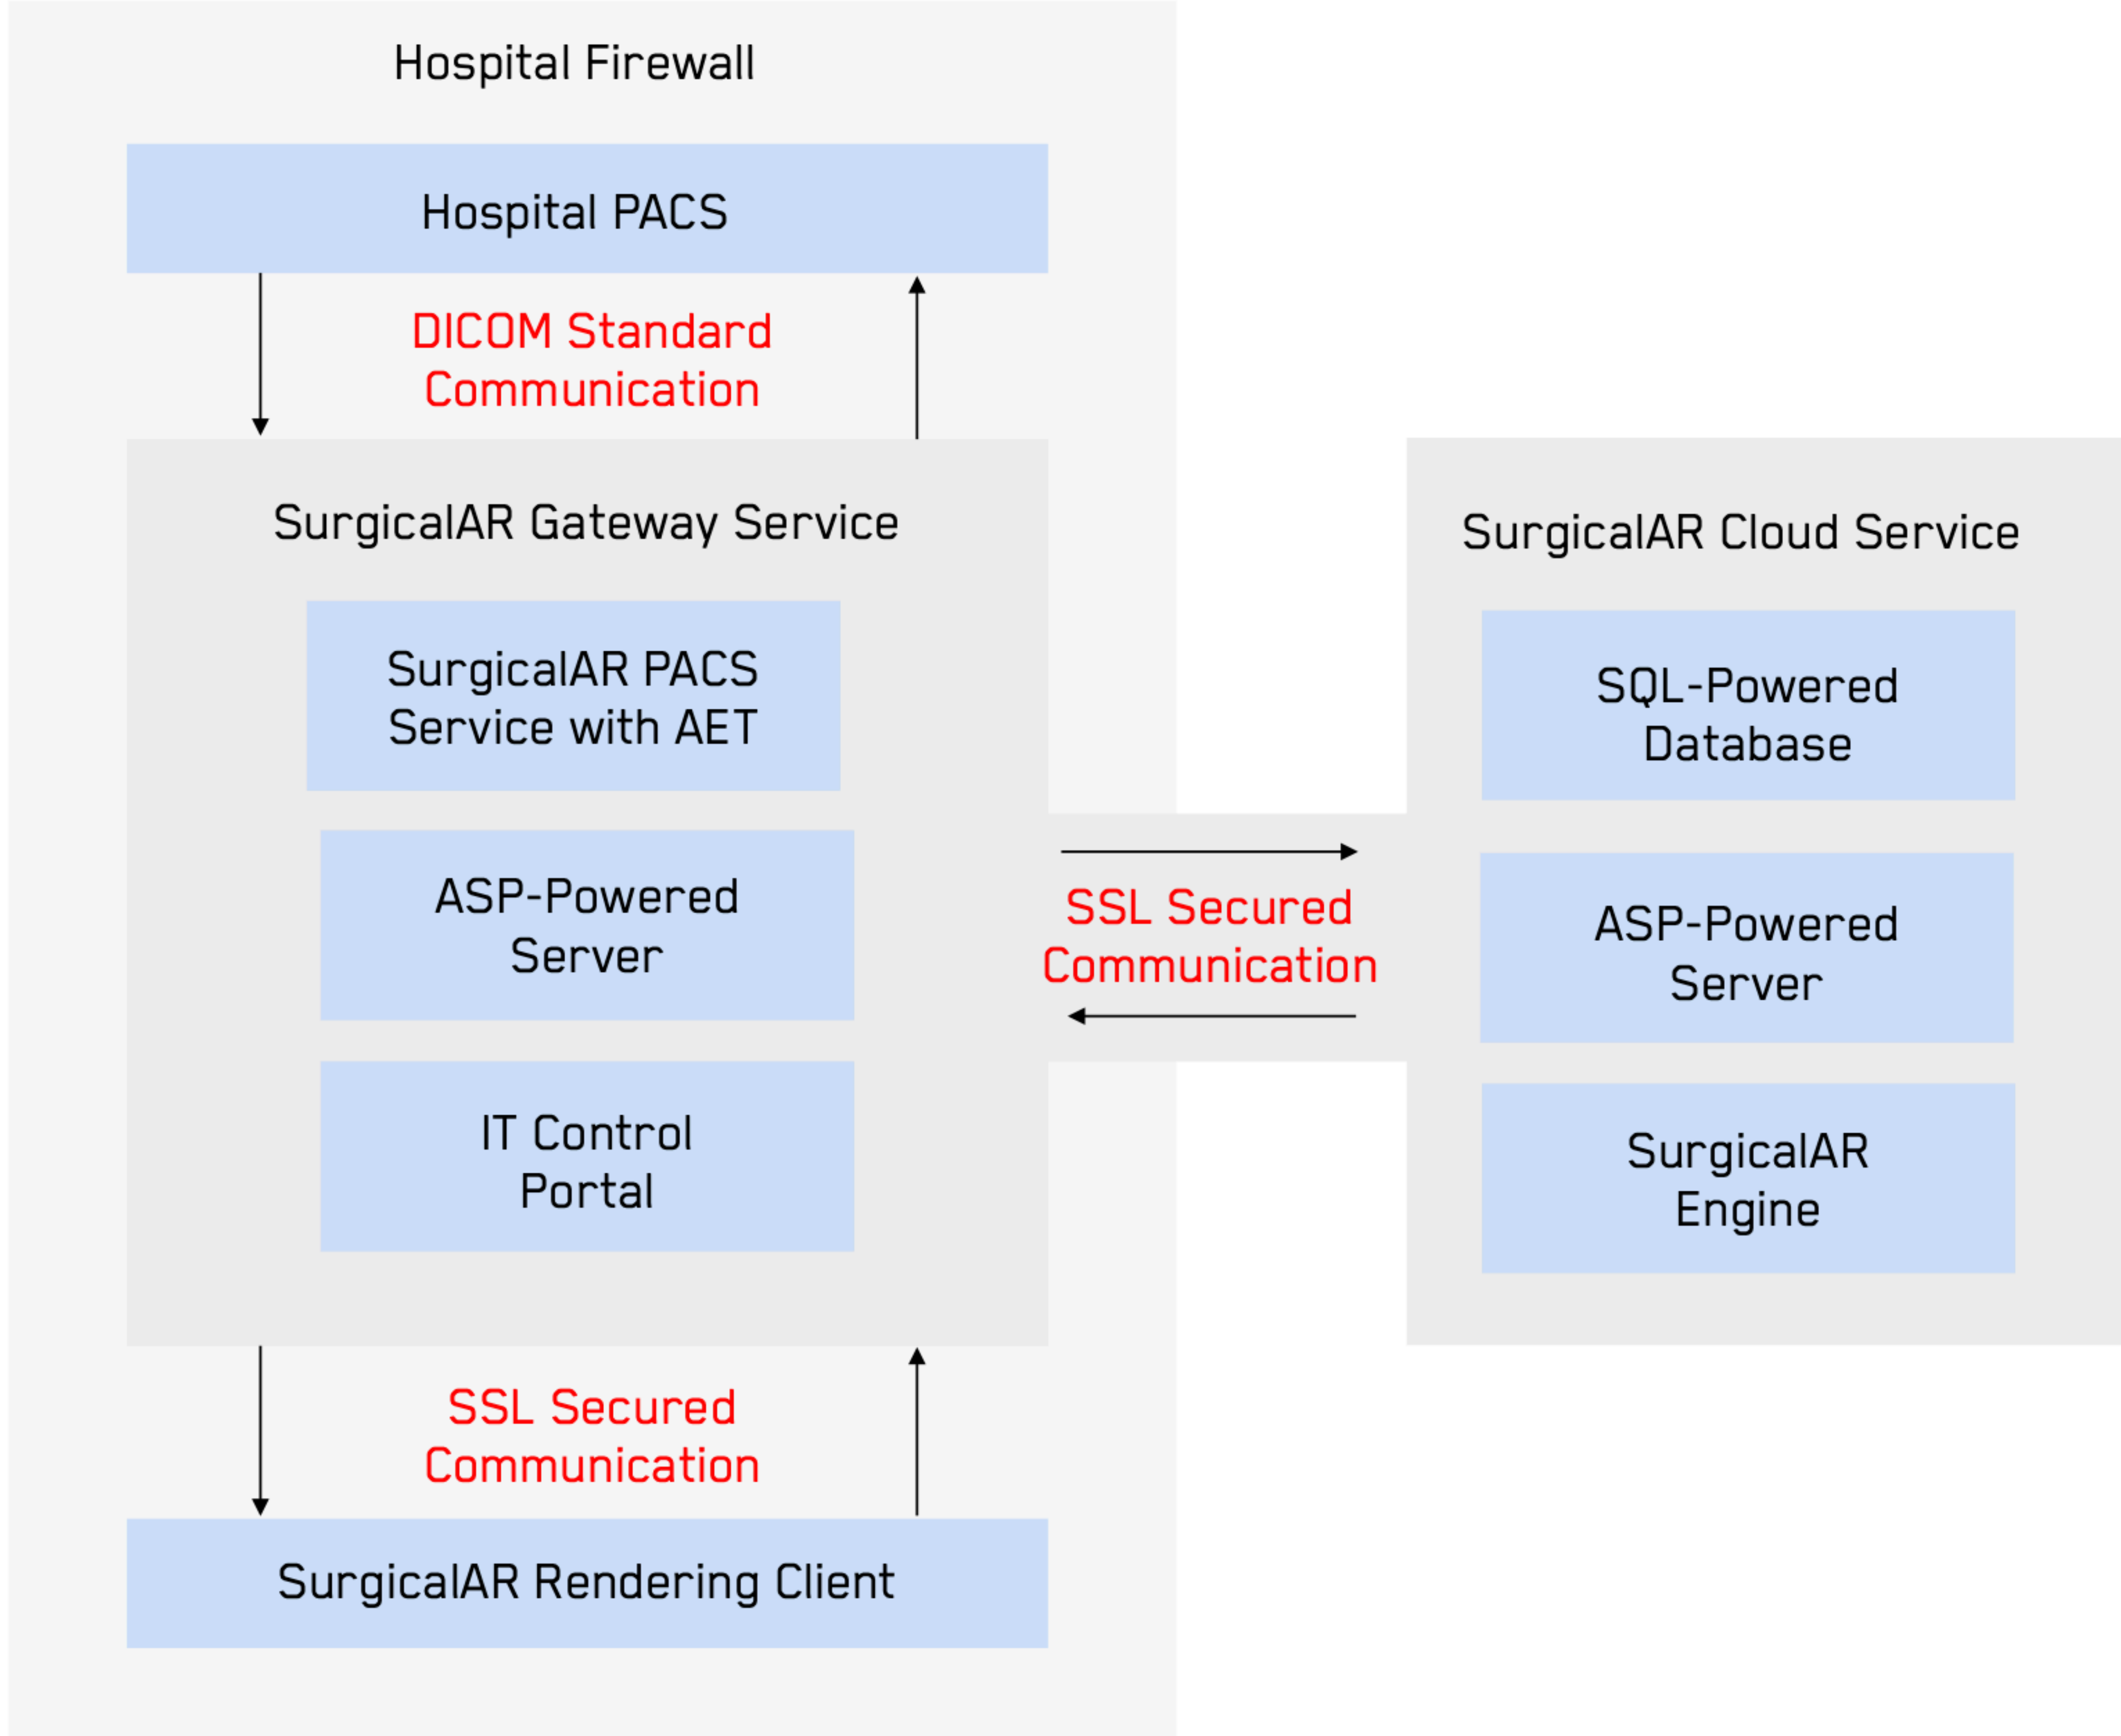 Hospital Firewall
Hospital PACS
DICOM Standard
Communication
SurgicalAR Gateway Service
SurgicalAR PACS
Service with AET
ASP-Powered
Server
IT Control
Portal
SSL Secured
Communication
SurgicalAR Rendering Client
SSL Secured
Communication
SurgicalAR Cloud Service
SQL-Powered
Database
ASP-Powered
Server
SurgicalAR
Engine